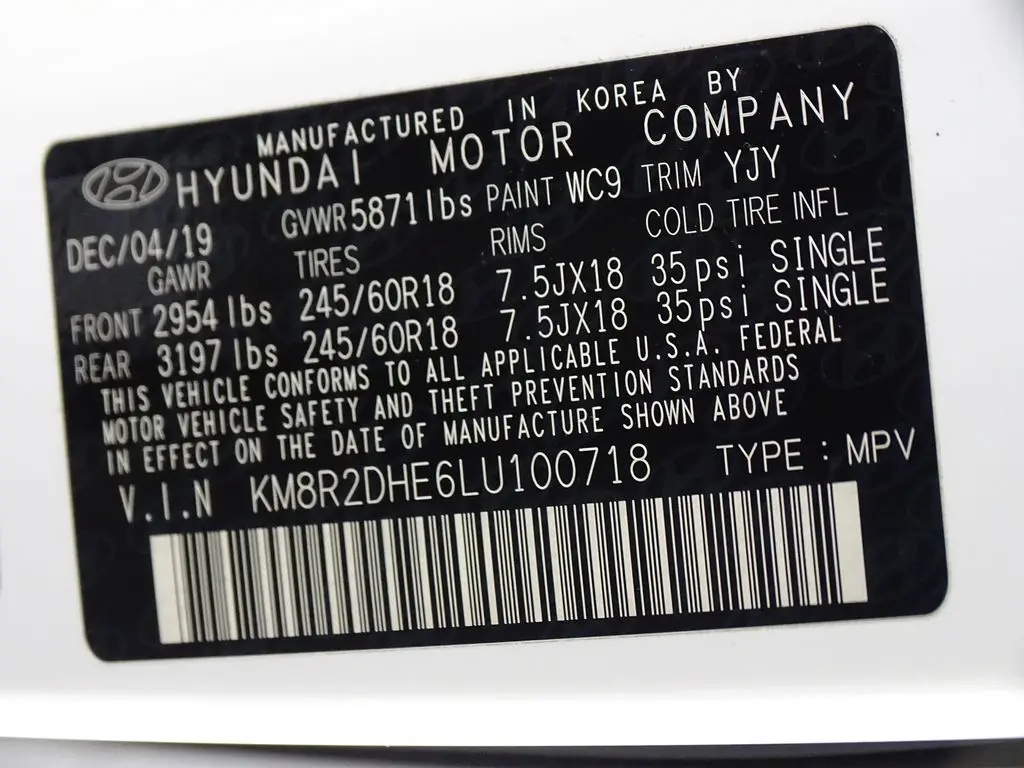 MANUFACTURED IN KOREA BY
HYUNDAI MOTOR COMPANY
DEC/04/19 GVWR 5871 lbs PAINT WC9 TRIM YJY
GAWR TIRES RIMS COLD TIRE INFL
FRONT 2954 lbs 245/60R18 7.5JX18 35psi SINGLE
REAR 3197 lbs 245/60R18 7.5JX18 35psi SINGLE
THIS VEHICLE CONFORMS TO ALL APPLICABLE U.S.A. FEDERAL
MOTOR VEHICLE SAFETY AND THEFT PREVENTION STANDARDS
IN EFFECT ON THE DATE OF MANUFACTURE SHOWN ABOVE
V.I.N KM8R2DHE6LU100718 TYPE : MPV